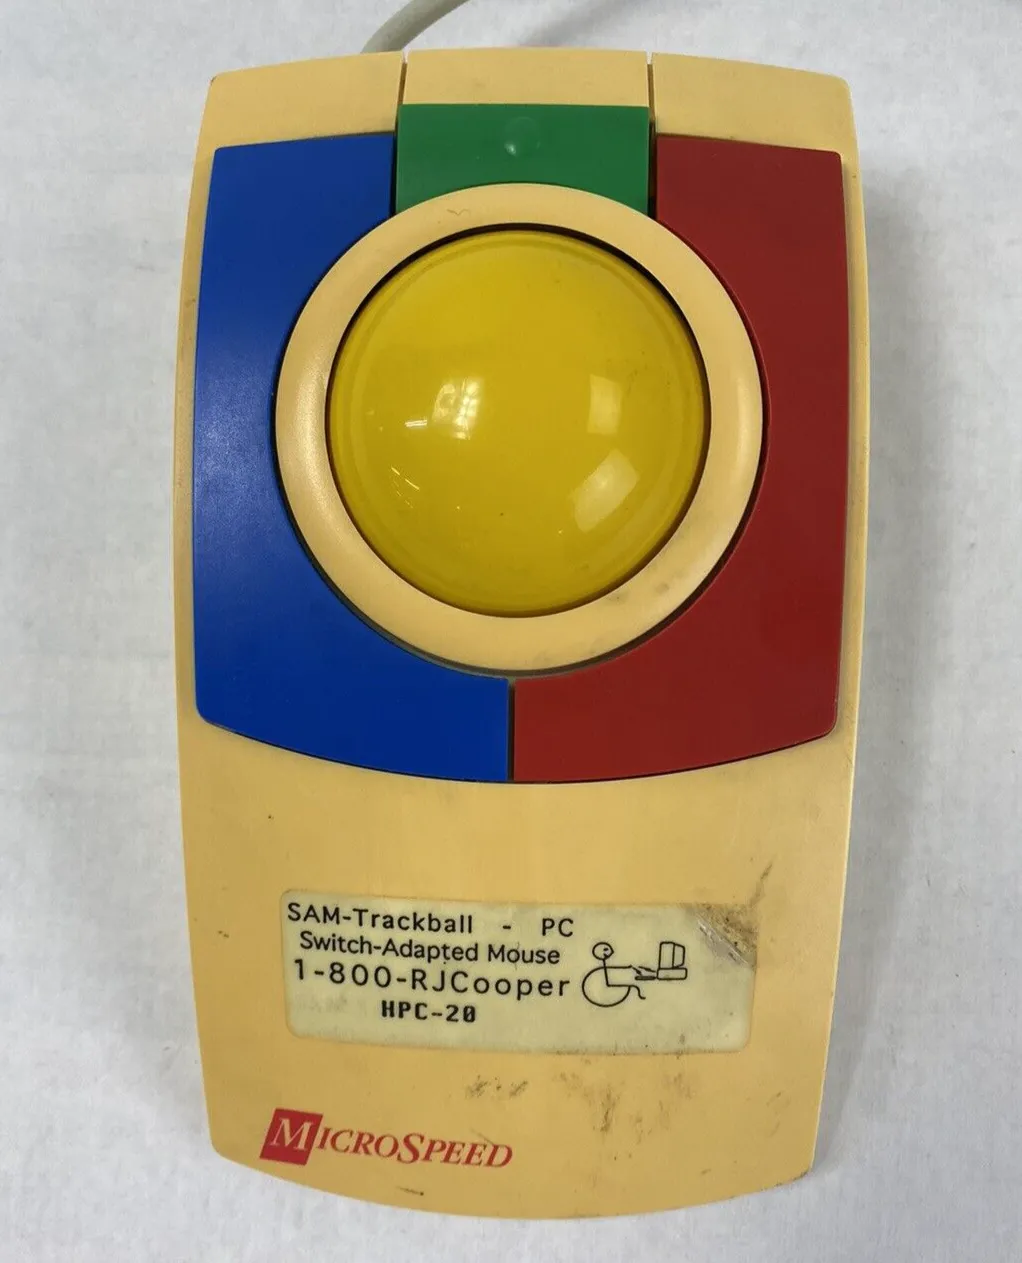 SAM-Trackball - PC
Switch-Adapted Mouse
1-800-RJCooper
HPC-20
MICROSPEED